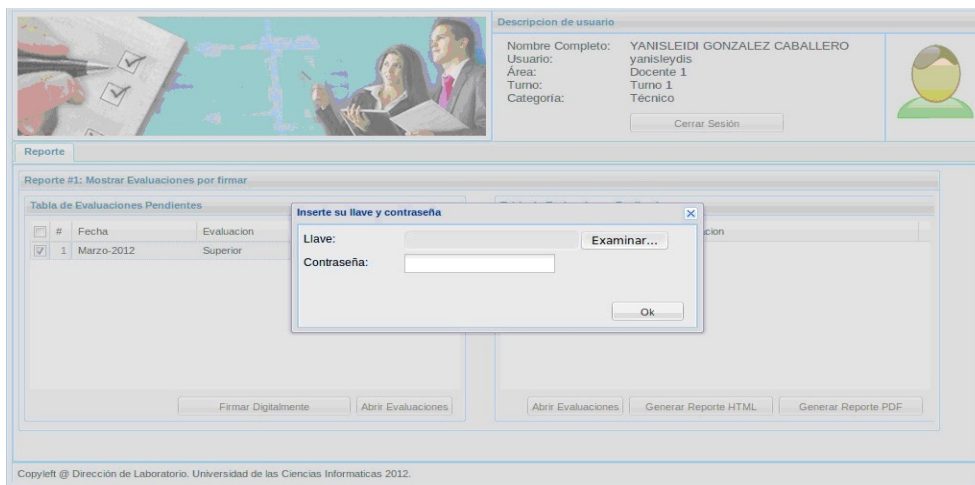 Descripcion de usuario
Nombre Completo: YANISLEIDI GONZALEZ CABALLERO
Usuario: yanisleydis
Área: Docente 1
Turno: Turno 1
Categoria: Técnico
Cerrar Sesión
Reporte
Reporte #1: Mostrar Evaluaciones por firmar
Tabla de Evaluaciones Pendientes
# Fecha Evaluacion
1 Marzo-2012 Superior
Inserte su llave y contraseña
Llave: Examinar...
Contraseña:
Ok
Firmar Digitalmente Abrir Evaluaciones
Abrir Evaluaciones Generar Reporte HTML Generar Reporte PDF
Copyleft @ Dirección de Laboratorio. Universidad de las Ciencias Informaticas 2012.